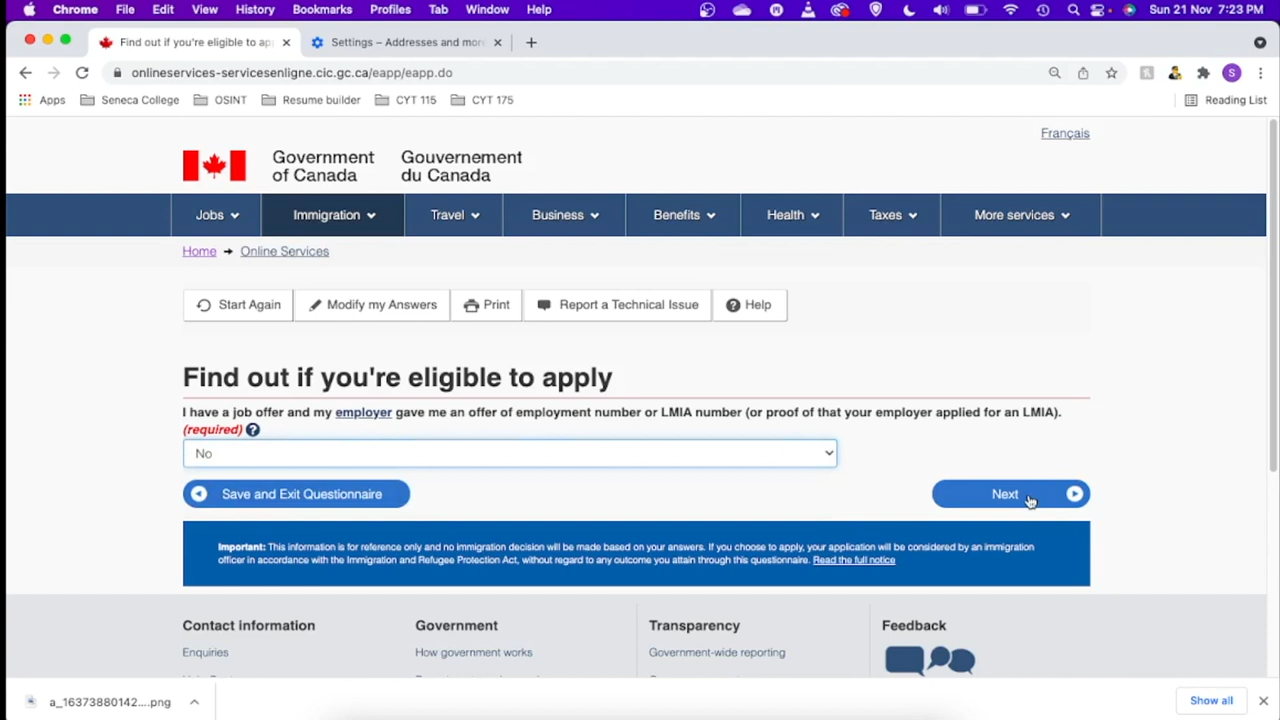 Chrome File Edit View History Bookmarks Profiles Tab Window Help Sun 21 Nov 7:23 PM
Find out if you're eligible to app Settings – Addresses and more
onlineservices-servicesenligne.cic.gc.ca/eapp/eapp.do S
Apps Seneca College OSINT Resume builder CYT 115 CYT 175 Reading List
Français
Government of Canada
Gouvernement du Canada
Jobs Immigration Travel Business Benefits Health Taxes More services
Home Online Services
Start Again Modify my Answers Print Report a Technical Issue Help
Find out if you're eligible to apply
I have a job offer and my employer gave me an offer of employment number or LMIA number (or proof of that your employer applied for an LMIA).
(required)
No
Save and Exit Questionnaire Next
Important: This information is for reference only and no immigration decision will be made based on your answers. If you choose to apply, your application will be considered by an immigration
officer in accordance with the Immigration and Refugee Protection Act, without regard to any outcome you attain through this questionnaire. Read the full notice
Contact information Government Transparency Feedback
Enquiries How government works Government-wide reporting
a_16373880142....png Show all